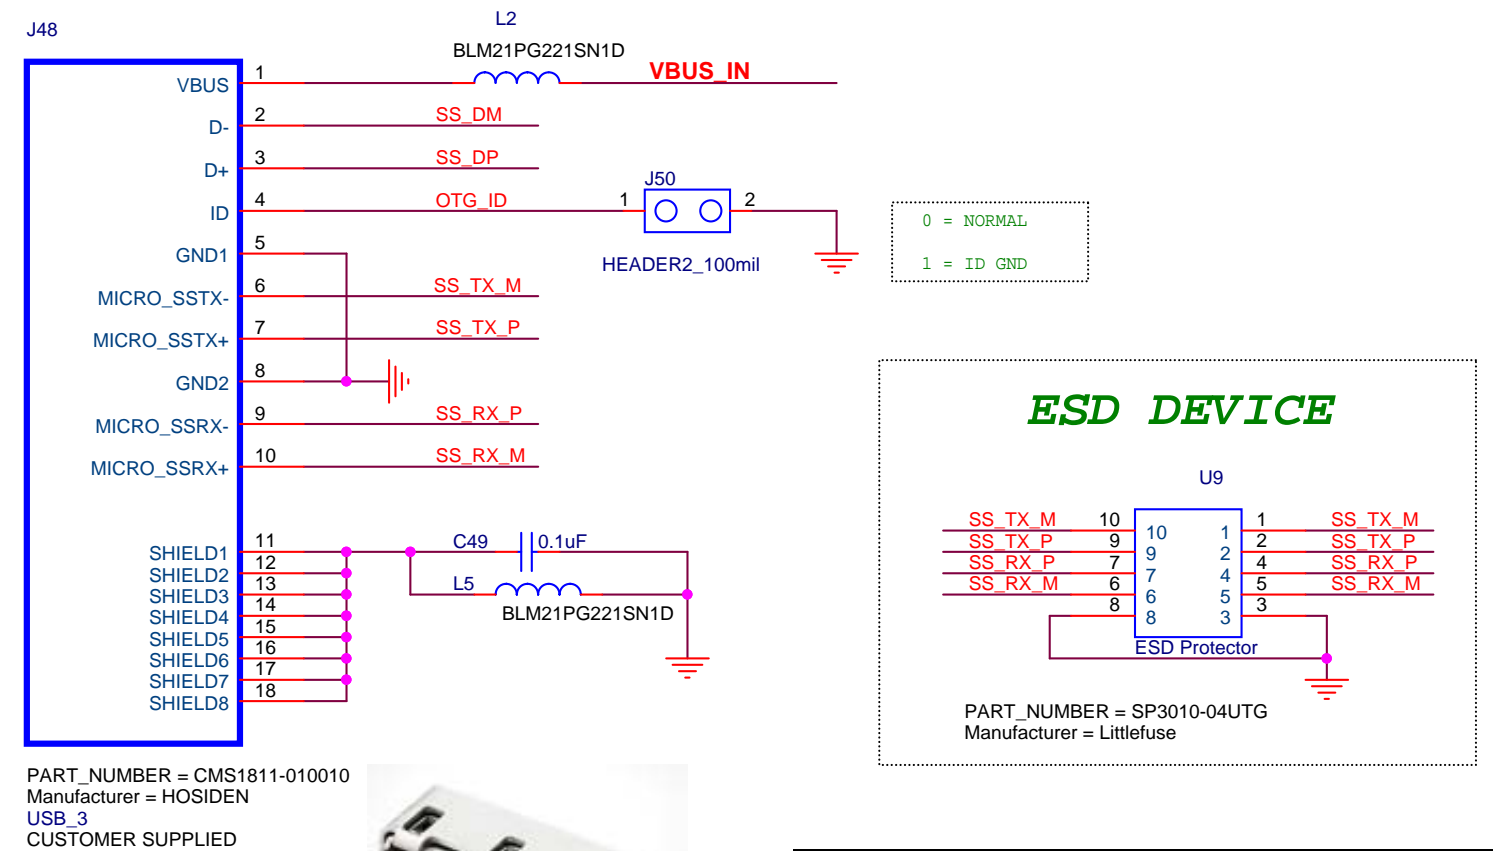 J48
L2
BLM21PG221SN1D
VBUS 1 VBUS_IN
D- 2 SS_DM
D+ 3 SS_DP
J50
ID 4 OTG_ID 1 2
HEADER2_100mil
0 = NORMAL
1 = ID GND
GND1 5
MICRO_SSTX- 6 SS_TX_M
MICRO_SSTX+ 7 SS_TX_P
GND2 8
MICRO_SSRX- 9 SS_RX_P
MICRO_SSRX+ 10 SS_RX_M
SHIELD1 11 C49 0.1uF
SHIELD2 12
SHIELD3 13 L5
BLM21PG221SN1D
SHIELD4 14
SHIELD5 15
SHIELD6 16
SHIELD7 17
SHIELD8 18
PART_NUMBER = CMS1811-010010
Manufacturer = HOSIDEN
USB_3
CUSTOMER SUPPLIED
ESD DEVICE
U9
SS_TX_M 10 10 1 1 SS_TX_M
SS_TX_P 9 9 2 2 SS_TX_P
SS_RX_P 7 7 4 4 SS_RX_P
SS_RX_M 6 6 5 5 SS_RX_M
8 8 3 3
ESD Protector
PART_NUMBER = SP3010-04UTG
Manufacturer = Littlefuse